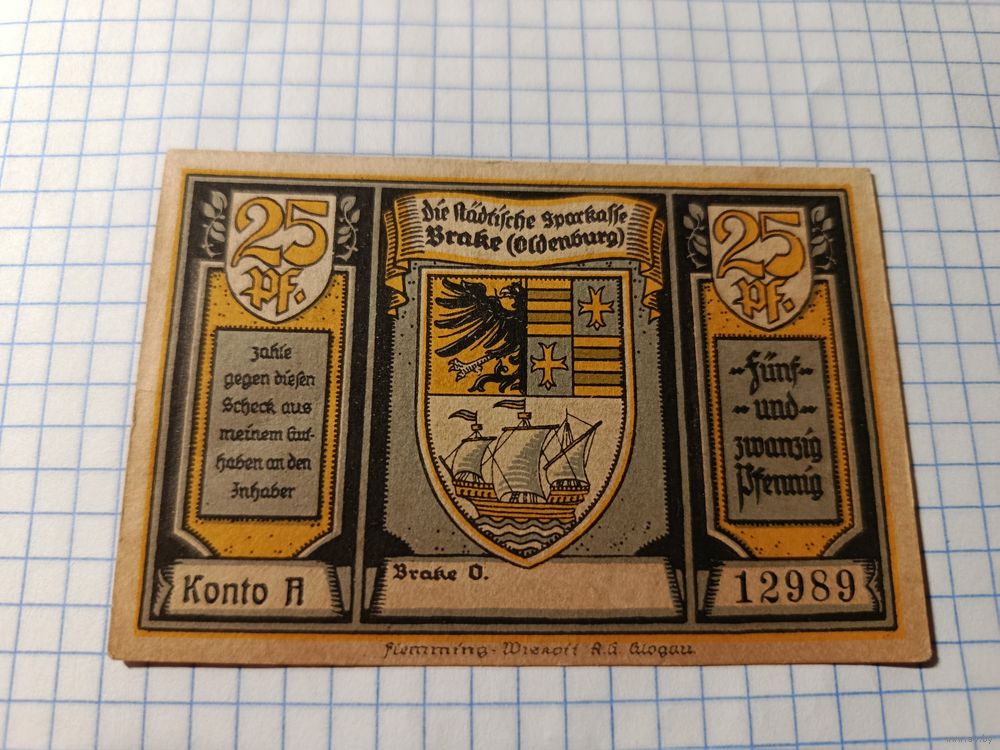 25
Pf.
zahle
gegen diesen
Scheck aus
meinem Gut-
haben an den
Inhaber
Konto A
Die städtische Sparkasse
Brake (Oldenburg)
Brake O.
25
Pf.
Fünf-
und
zwanzig
Pfennig
12989
Flemming-Wiskott A.G. Glogau